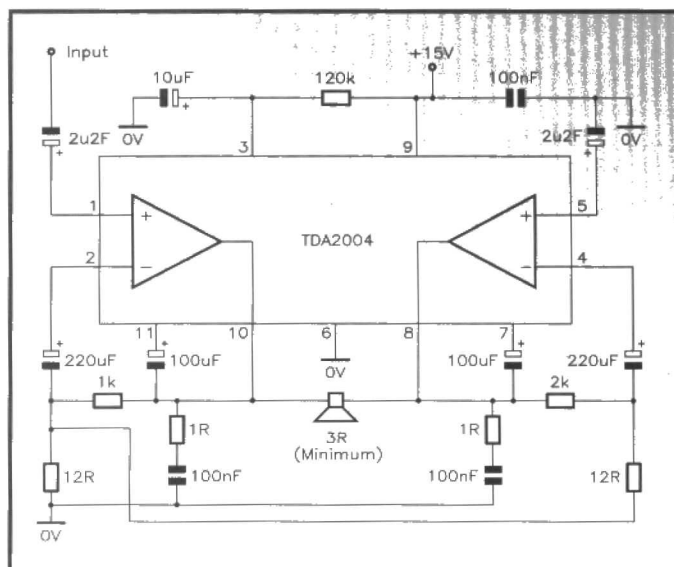 Input
+15V
10uF
120k
100nF
0V
2u2F
+
3
9
2u2F
+
0V
1
+
5
+
TDA2004
2
−
4
−
11
10
6
8
7
+
220uF
+
100uF
0V
+
100uF
+
220uF
1k
2k
1R
3R
(Minimum)
1R
12R
100nF
100nF
12R
0V
+